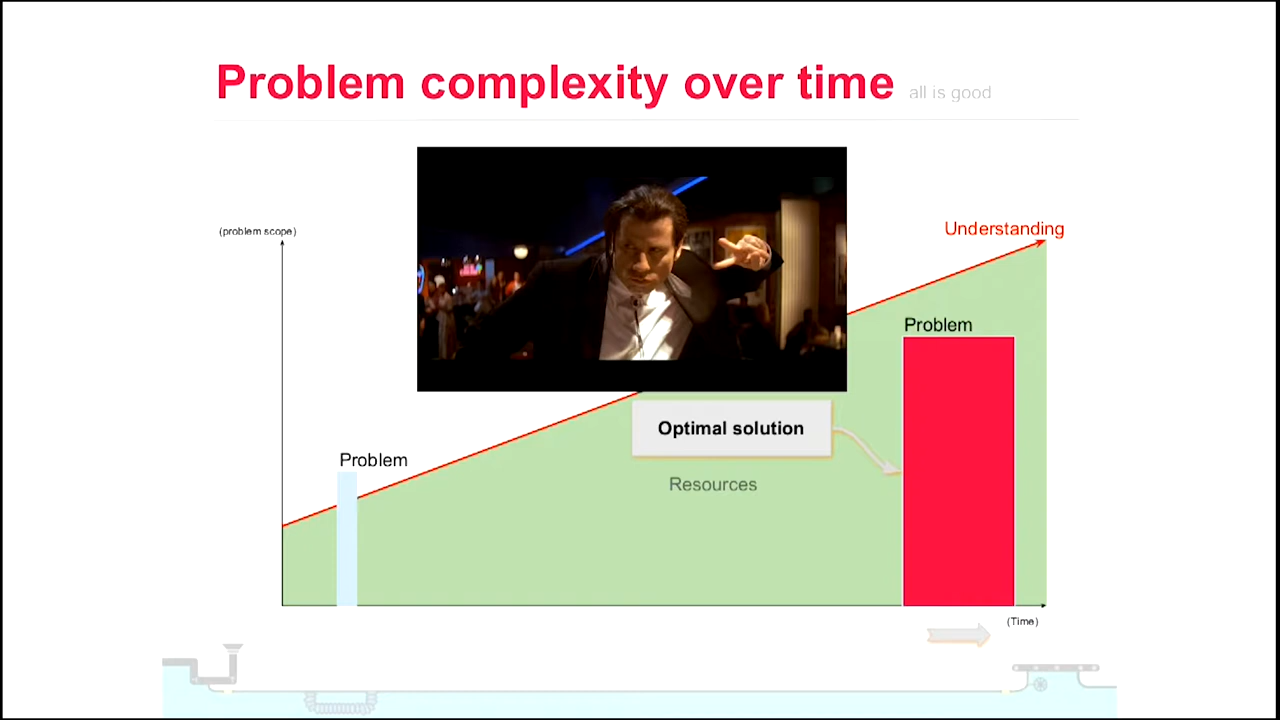 Problem complexity over time all is good
(problem scope)
Understanding
Problem
Optimal solution
Problem
Resources
(Time)